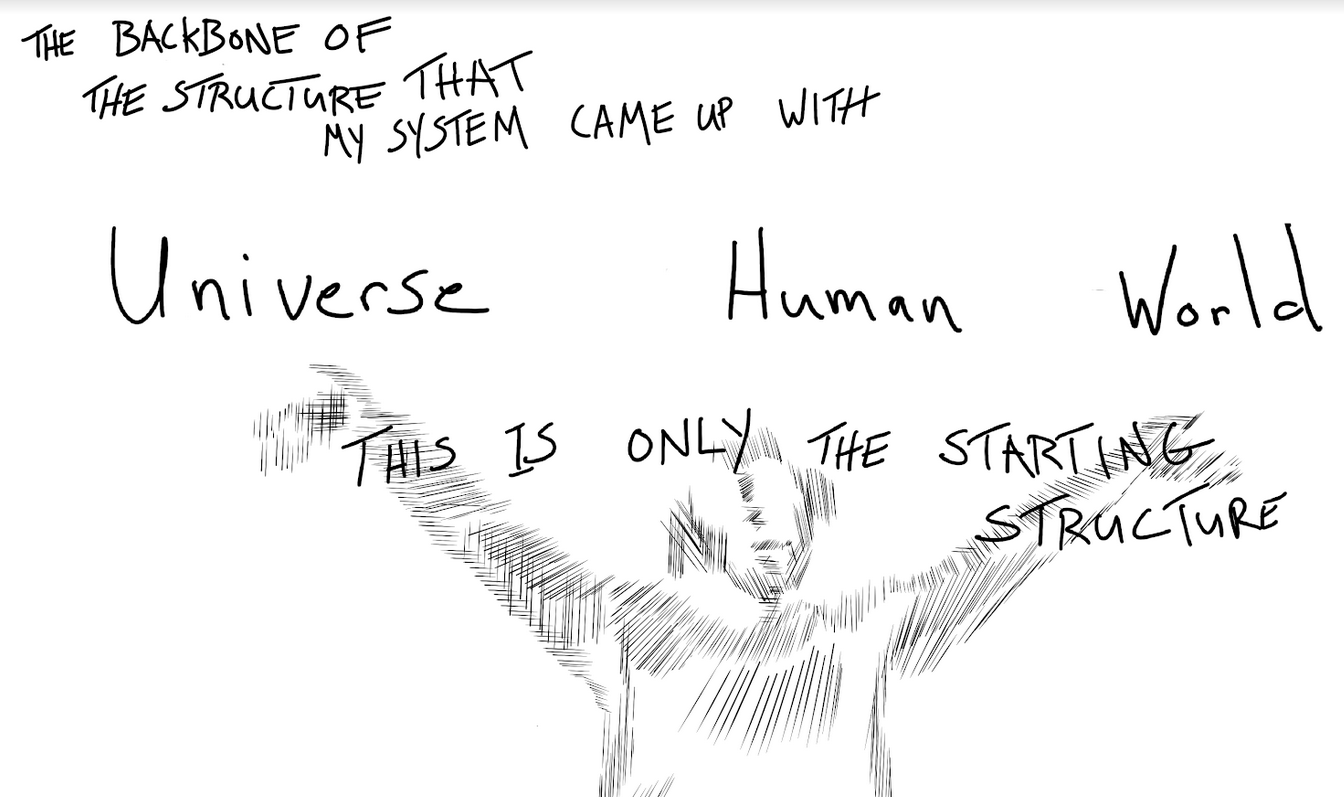 THE BACKBONE OF
THE STRUCTURE THAT
MY SYSTEM CAME UP WITH
Universe Human World
THIS IS ONLY THE STARTING
STRUCTURE